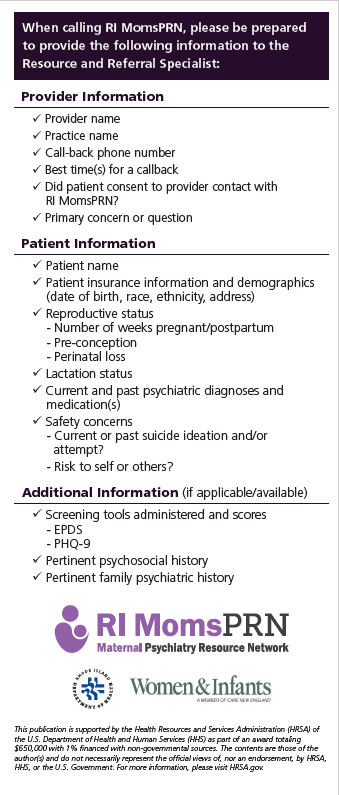 When calling RI MomsPRN, please be prepared
to provide the following information to the
Resource and Referral Specialist:
Provider Information
✓ Provider name
✓ Practice name
✓ Call-back phone number
✓ Best time(s) for a callback
✓ Did patient consent to provider contact with
RI MomsPRN?
✓ Primary concern or question
Patient Information
✓ Patient name
✓ Patient insurance information and demographics
(date of birth, race, ethnicity, address)
✓ Reproductive status
- Number of weeks pregnant/postpartum
- Pre-conception
- Perinatal loss
✓ Lactation status
✓ Current and past psychiatric diagnoses and
medication(s)
✓ Safety concerns
- Current or past suicide ideation and/or
attempt?
- Risk to self or others?
Additional Information (if applicable/available)
✓ Screening tools administered and scores
- EPDS
- PHQ-9
✓ Pertinent psychosocial history
✓ Pertinent family psychiatric history
RI MomsPRN
Maternal Psychiatry Resource Network
RHODE ISLAND
DEPARTMENT OF HEALTH
Women & Infants
A MEMBER OF CARE NEW ENGLAND
This publication is supported by the Health Resources and Services Administration (HRSA) of
the U.S. Department of Health and Human Services (HHS) as part of an award totaling
$650,000 with 1% financed with non-governmental sources. The contents are those of the
author(s) and do not necessarily represent the official views of, nor an endorsement, by HRSA,
HHS, or the U.S. Government. For more information, please visit HRSA.gov.